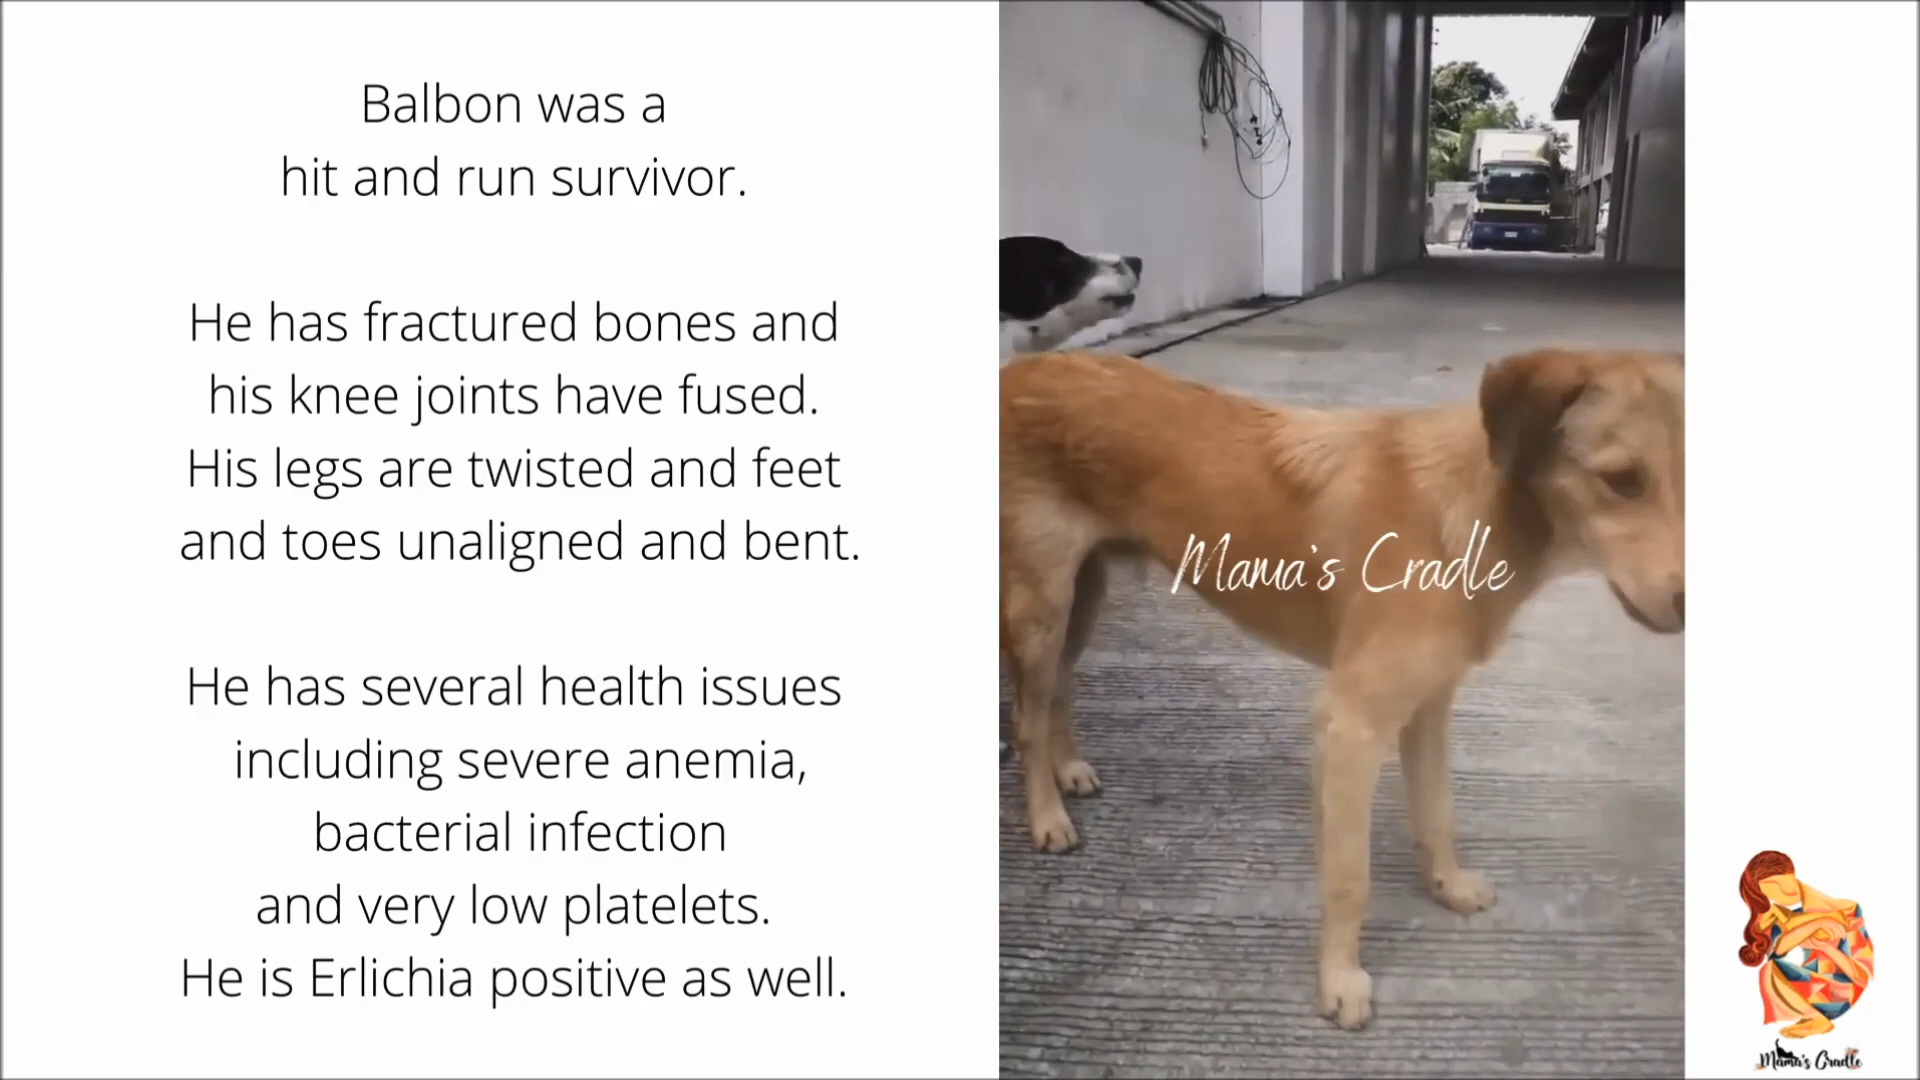 Balbon was a
hit and run survivor.
He has fractured bones and
his knee joints have fused.
His legs are twisted and feet
and toes unaligned and bent.
He has several health issues
including severe anemia,
bacterial infection
and very low platelets.
He is Erlichia positive as well.
Mama's Cradle
Mama's Cradle